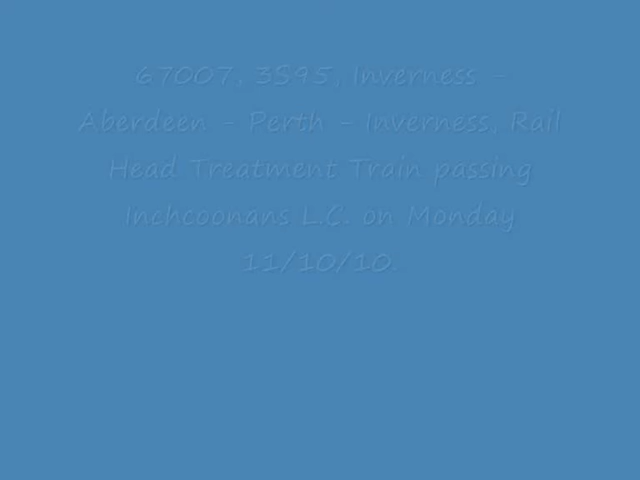 67007, 3S95, Inverness -
Aberdeen - Perth - Inverness, Rail
Head Treatment Train passing
Inchcoonans L.C. on Monday
11/10/10.